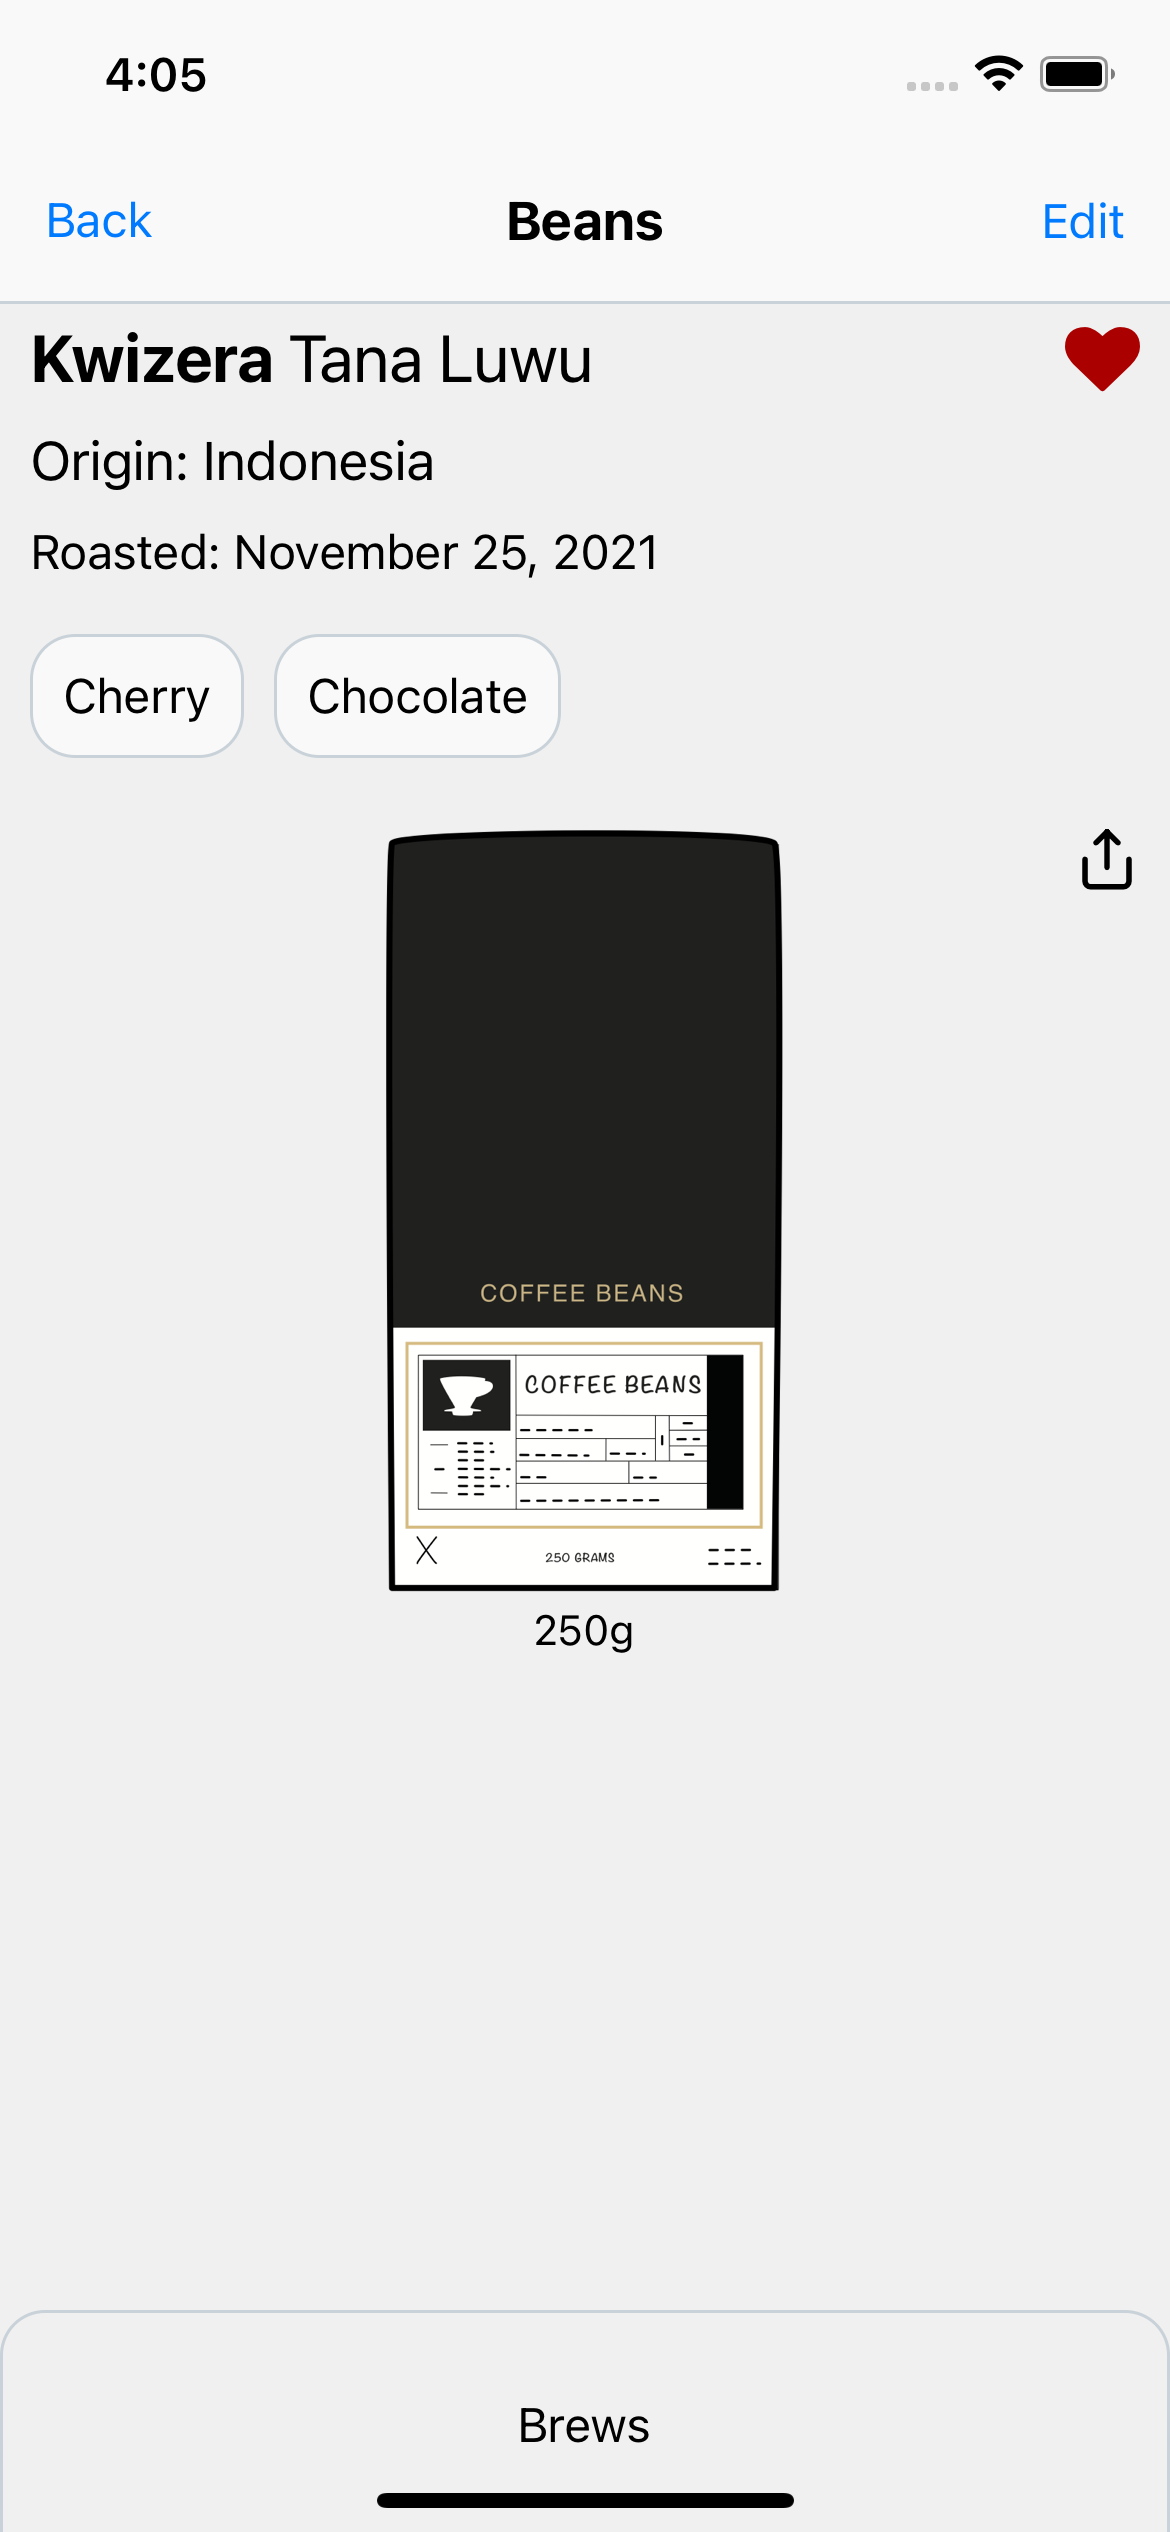 4:05
Back Beans Edit
Kwizera Tana Luwu
Origin: Indonesia
Roasted: November 25, 2021
Cherry Chocolate
COFFEE BEANS
COFFEE BEANS
X
250 GRAMS
250g
Brews